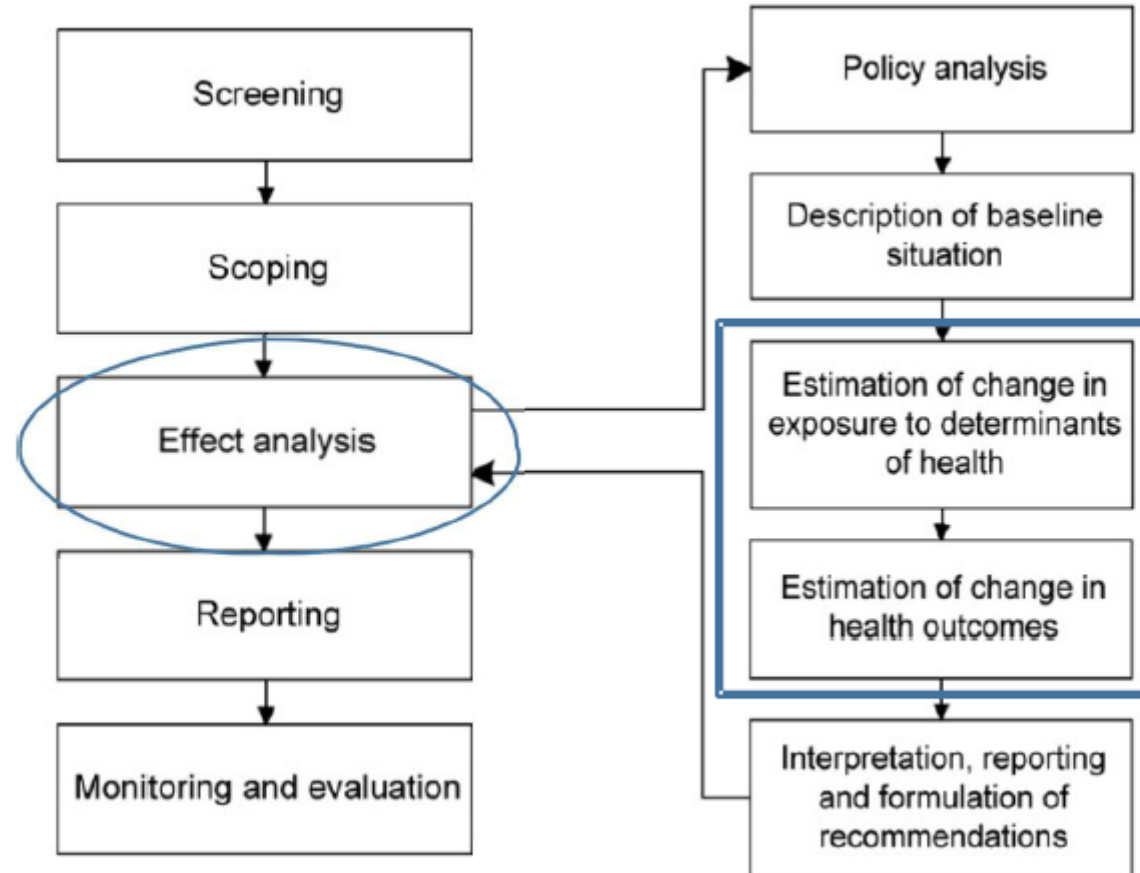 Screening
Scoping
Effect analysis
Reporting
Monitoring and evaluation
Policy analysis
Description of baseline
situation
Estimation of change in
exposure to determinants
of health
Estimation of change in
health outcomes
Interpretation, reporting
and formulation of
recommendations